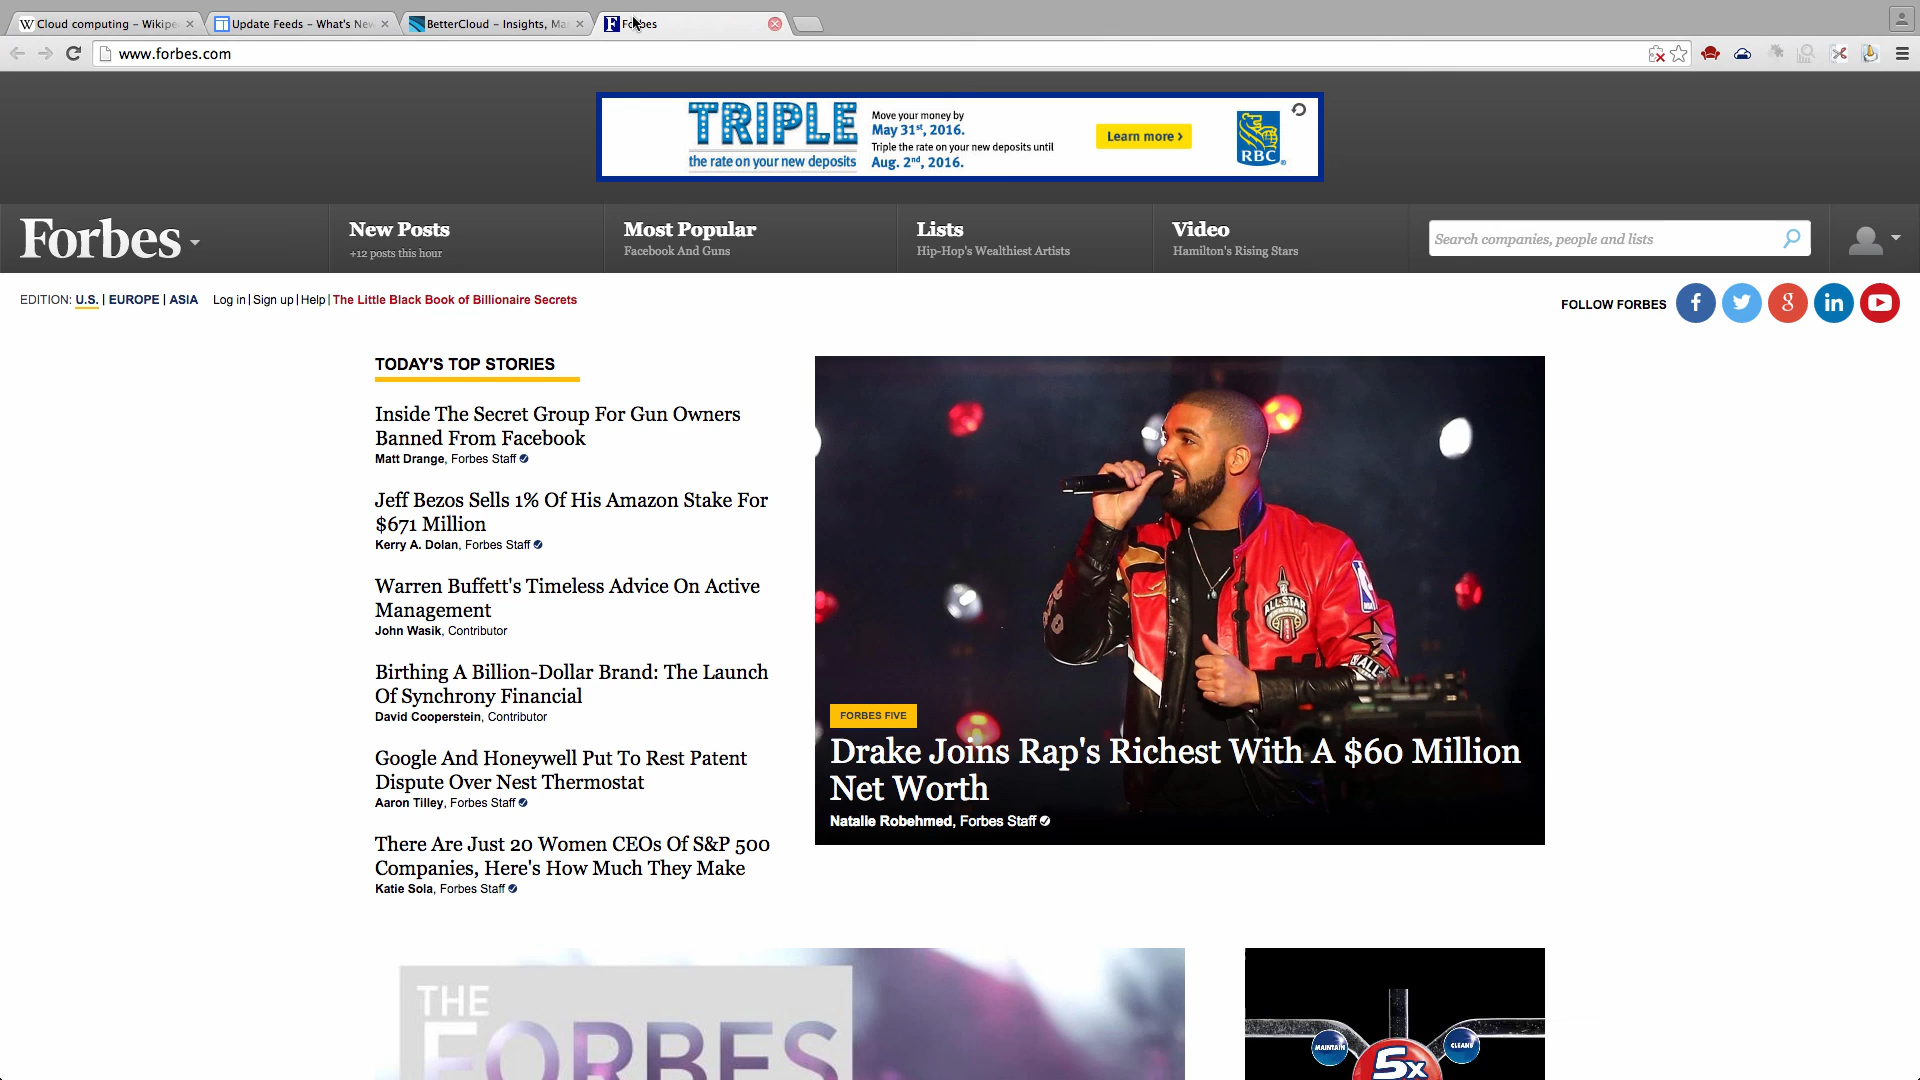 Cloud computing – Wikipe
Update Feeds – What's New
BetterCloud – Insights, Ma
Forbes
www.forbes.com
TRIPLE
the rate on your new deposits
Move your money by
May 31st, 2016.
Triple the rate on your new deposits until
Aug. 2nd, 2016.
Learn more ›
RBC
Forbes
New Posts
+12 posts this hour
Most Popular
Facebook And Guns
Lists
Hip-Hop's Wealthiest Artists
Video
Hamilton's Rising Stars
Search companies, people and lists
EDITION: U.S. | EUROPE | ASIA Log in | Sign up | Help | The Little Black Book of Billionaire Secrets
FOLLOW FORBES
TODAY'S TOP STORIES
Inside The Secret Group For Gun Owners
Banned From Facebook
Matt Drange, Forbes Staff
Jeff Bezos Sells 1% Of His Amazon Stake For
$671 Million
Kerry A. Dolan, Forbes Staff
Warren Buffett's Timeless Advice On Active
Management
John Wasik, Contributor
Birthing A Billion-Dollar Brand: The Launch
Of Synchrony Financial
David Cooperstein, Contributor
Google And Honeywell Put To Rest Patent
Dispute Over Nest Thermostat
Aaron Tilley, Forbes Staff
There Are Just 20 Women CEOs Of S&P 500
Companies, Here's How Much They Make
Katie Sola, Forbes Staff
ALL-STAR
FORBES FIVE
Drake Joins Rap's Richest With A $60 Million
Net Worth
Natalie Robehmed, Forbes Staff
THE
FORBES
MAINTAIN
CLEANS
5x